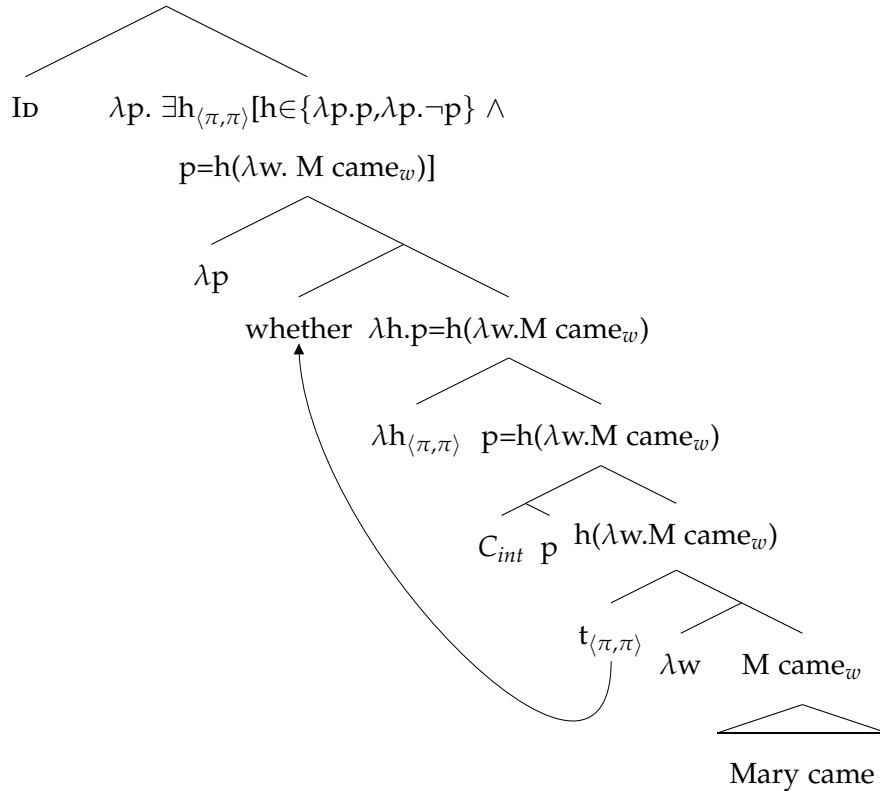 Id λp. ∃h⟨π,π⟩[h∈{λp.p,λp.¬p} ∧
p=h(λw. M came_w)]
λp
whether λh.p=h(λw.M came_w)
λh⟨π,π⟩ p=h(λw.M came_w)
C_int p h(λw.M came_w)
t⟨π,π⟩ λw M came_w
Mary came